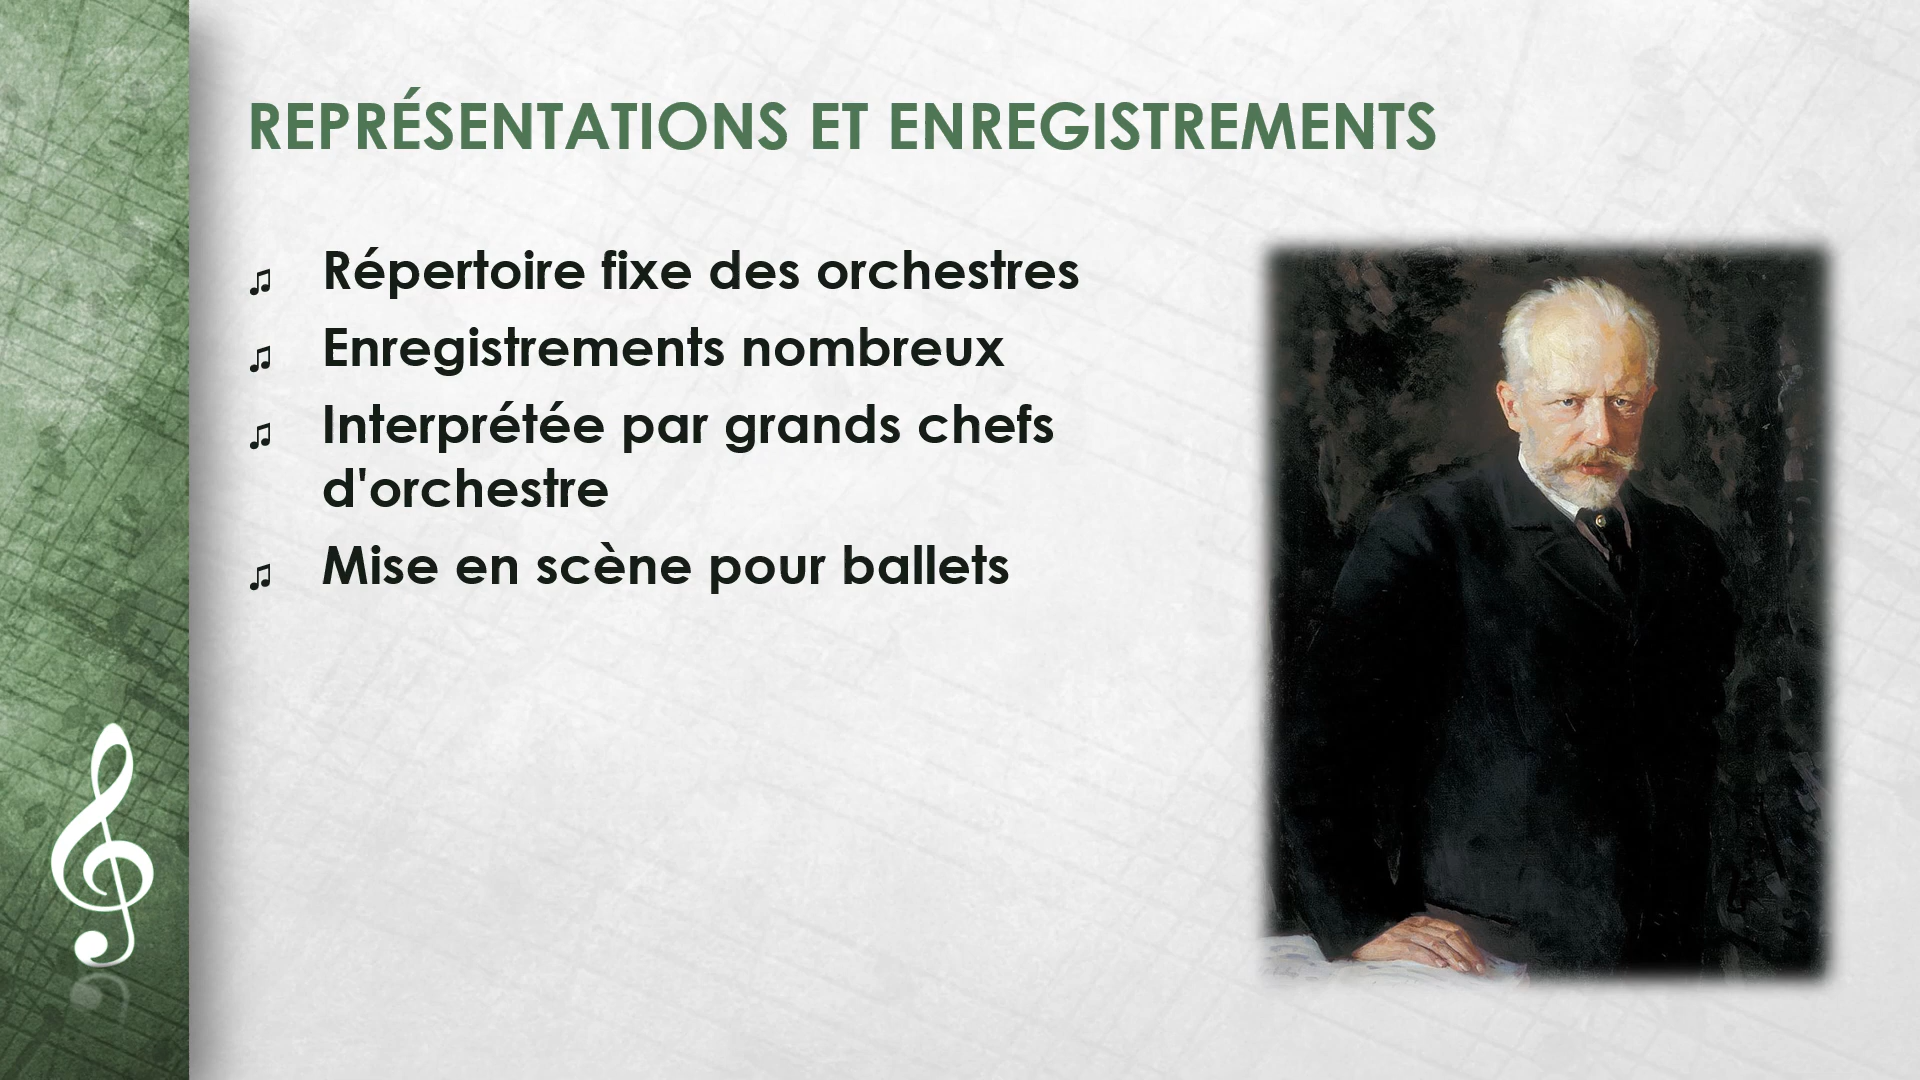 REPRÉSENTATIONS ET ENREGISTREMENTS
♫ Répertoire fixe des orchestres
♫ Enregistrements nombreux
♫ Interprétée par grands chefs
d'orchestre
♫ Mise en scène pour ballets